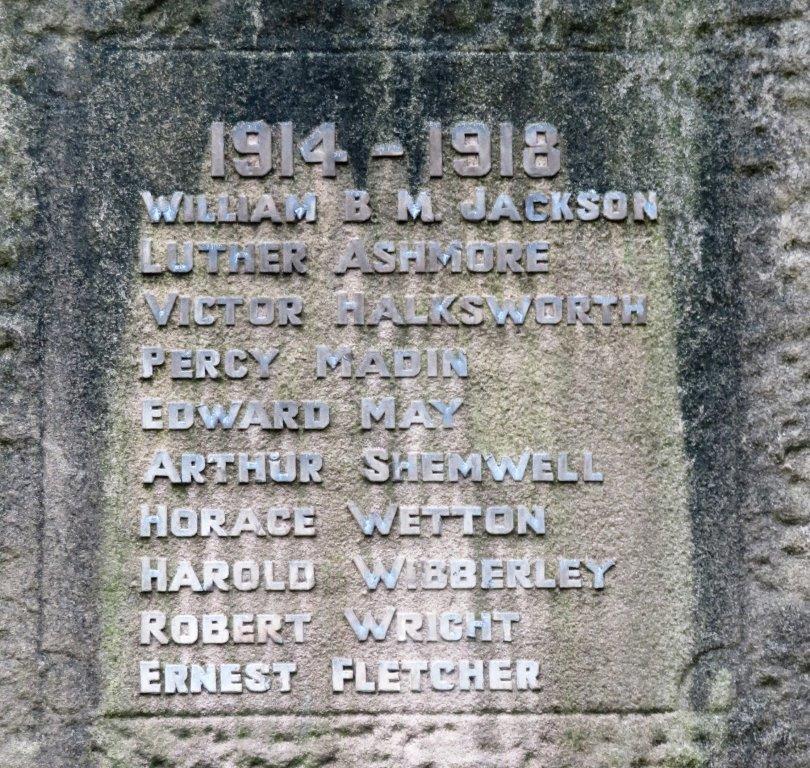 1914 - 1918
WILLIAM B. M. JACKSON
LUTHER ASHMORE
VICTOR HALKSWORTH
PERCY MADIN
EDWARD MAY
ARTHUR SHEMWELL
HORACE WETTON
HAROLD WIBBERLEY
ROBERT WRIGHT
ERNEST FLETCHER